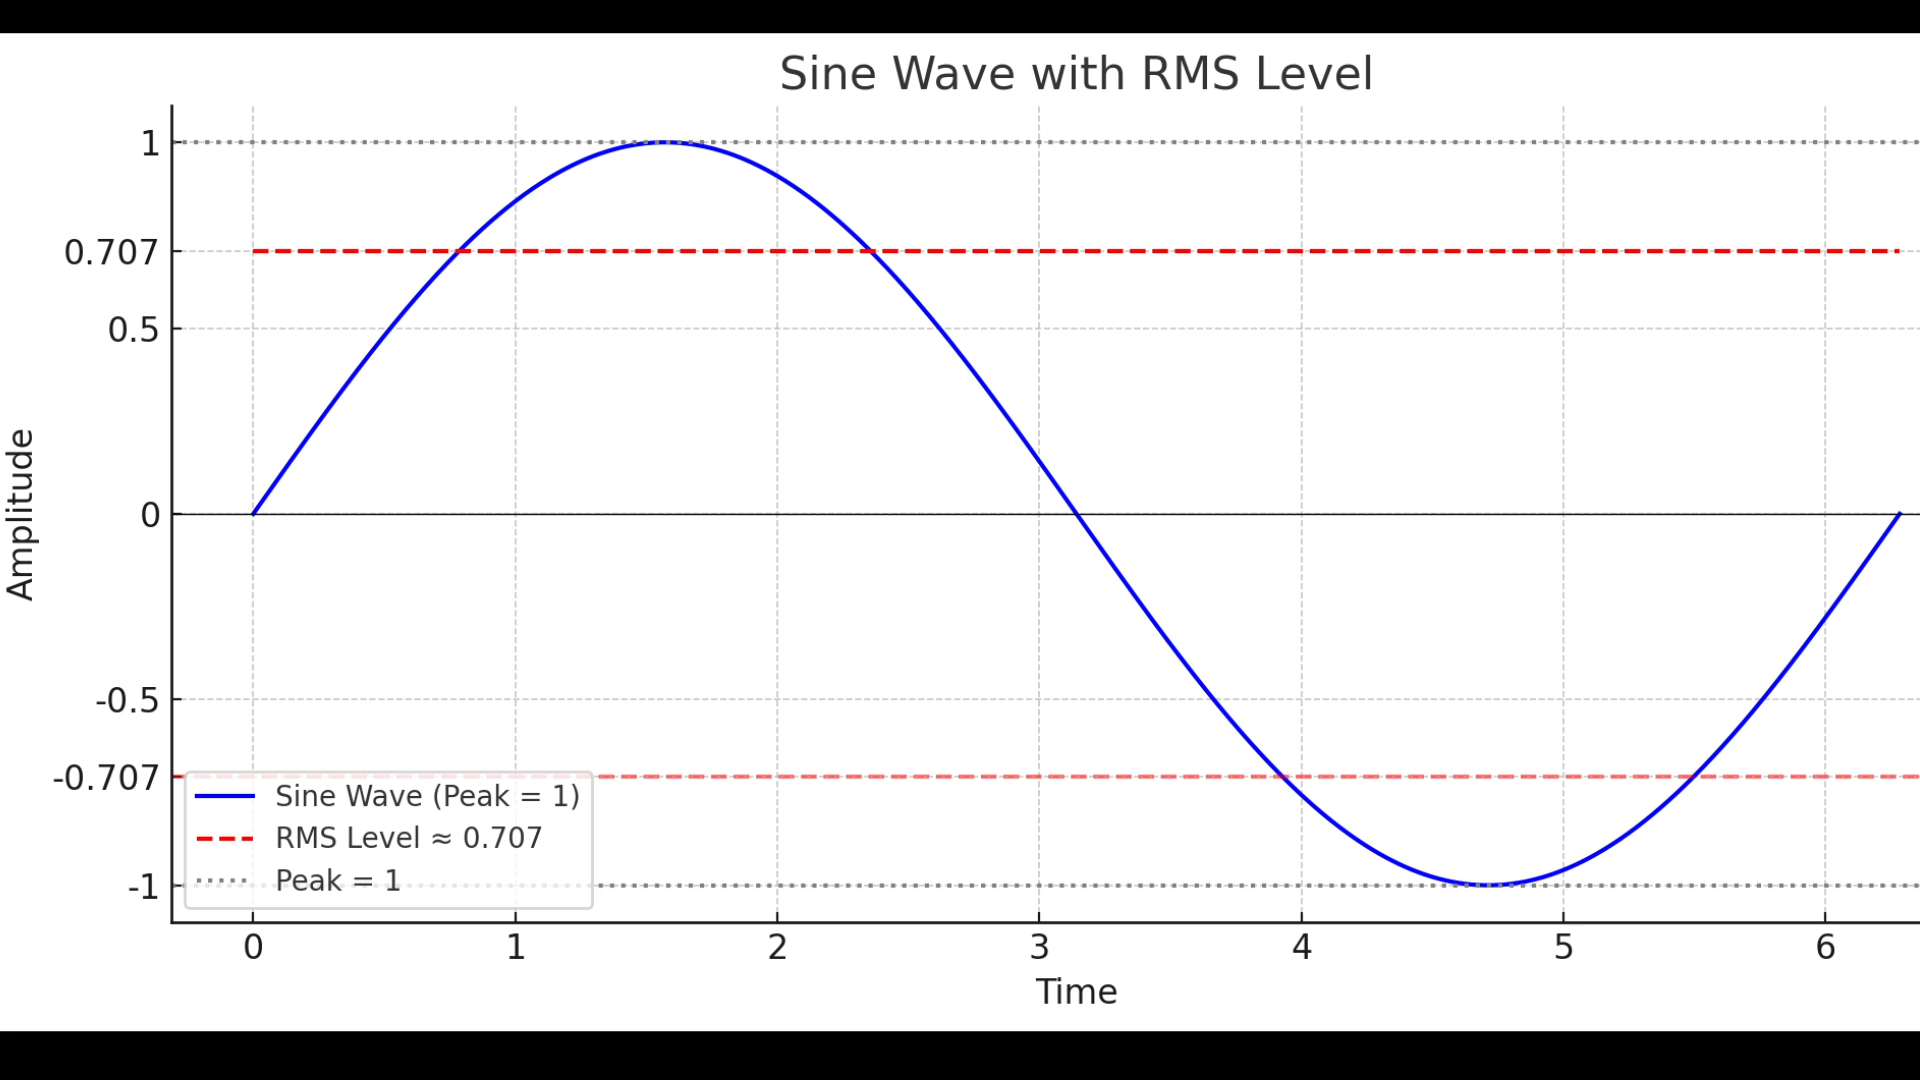 Sine Wave with RMS Level
1
0.707
0.5
0
-0.5
-0.707
-1
Amplitude
Sine Wave (Peak = 1)
RMS Level ≈ 0.707
Peak = 1
0 1 2 3 4 5 6
Time